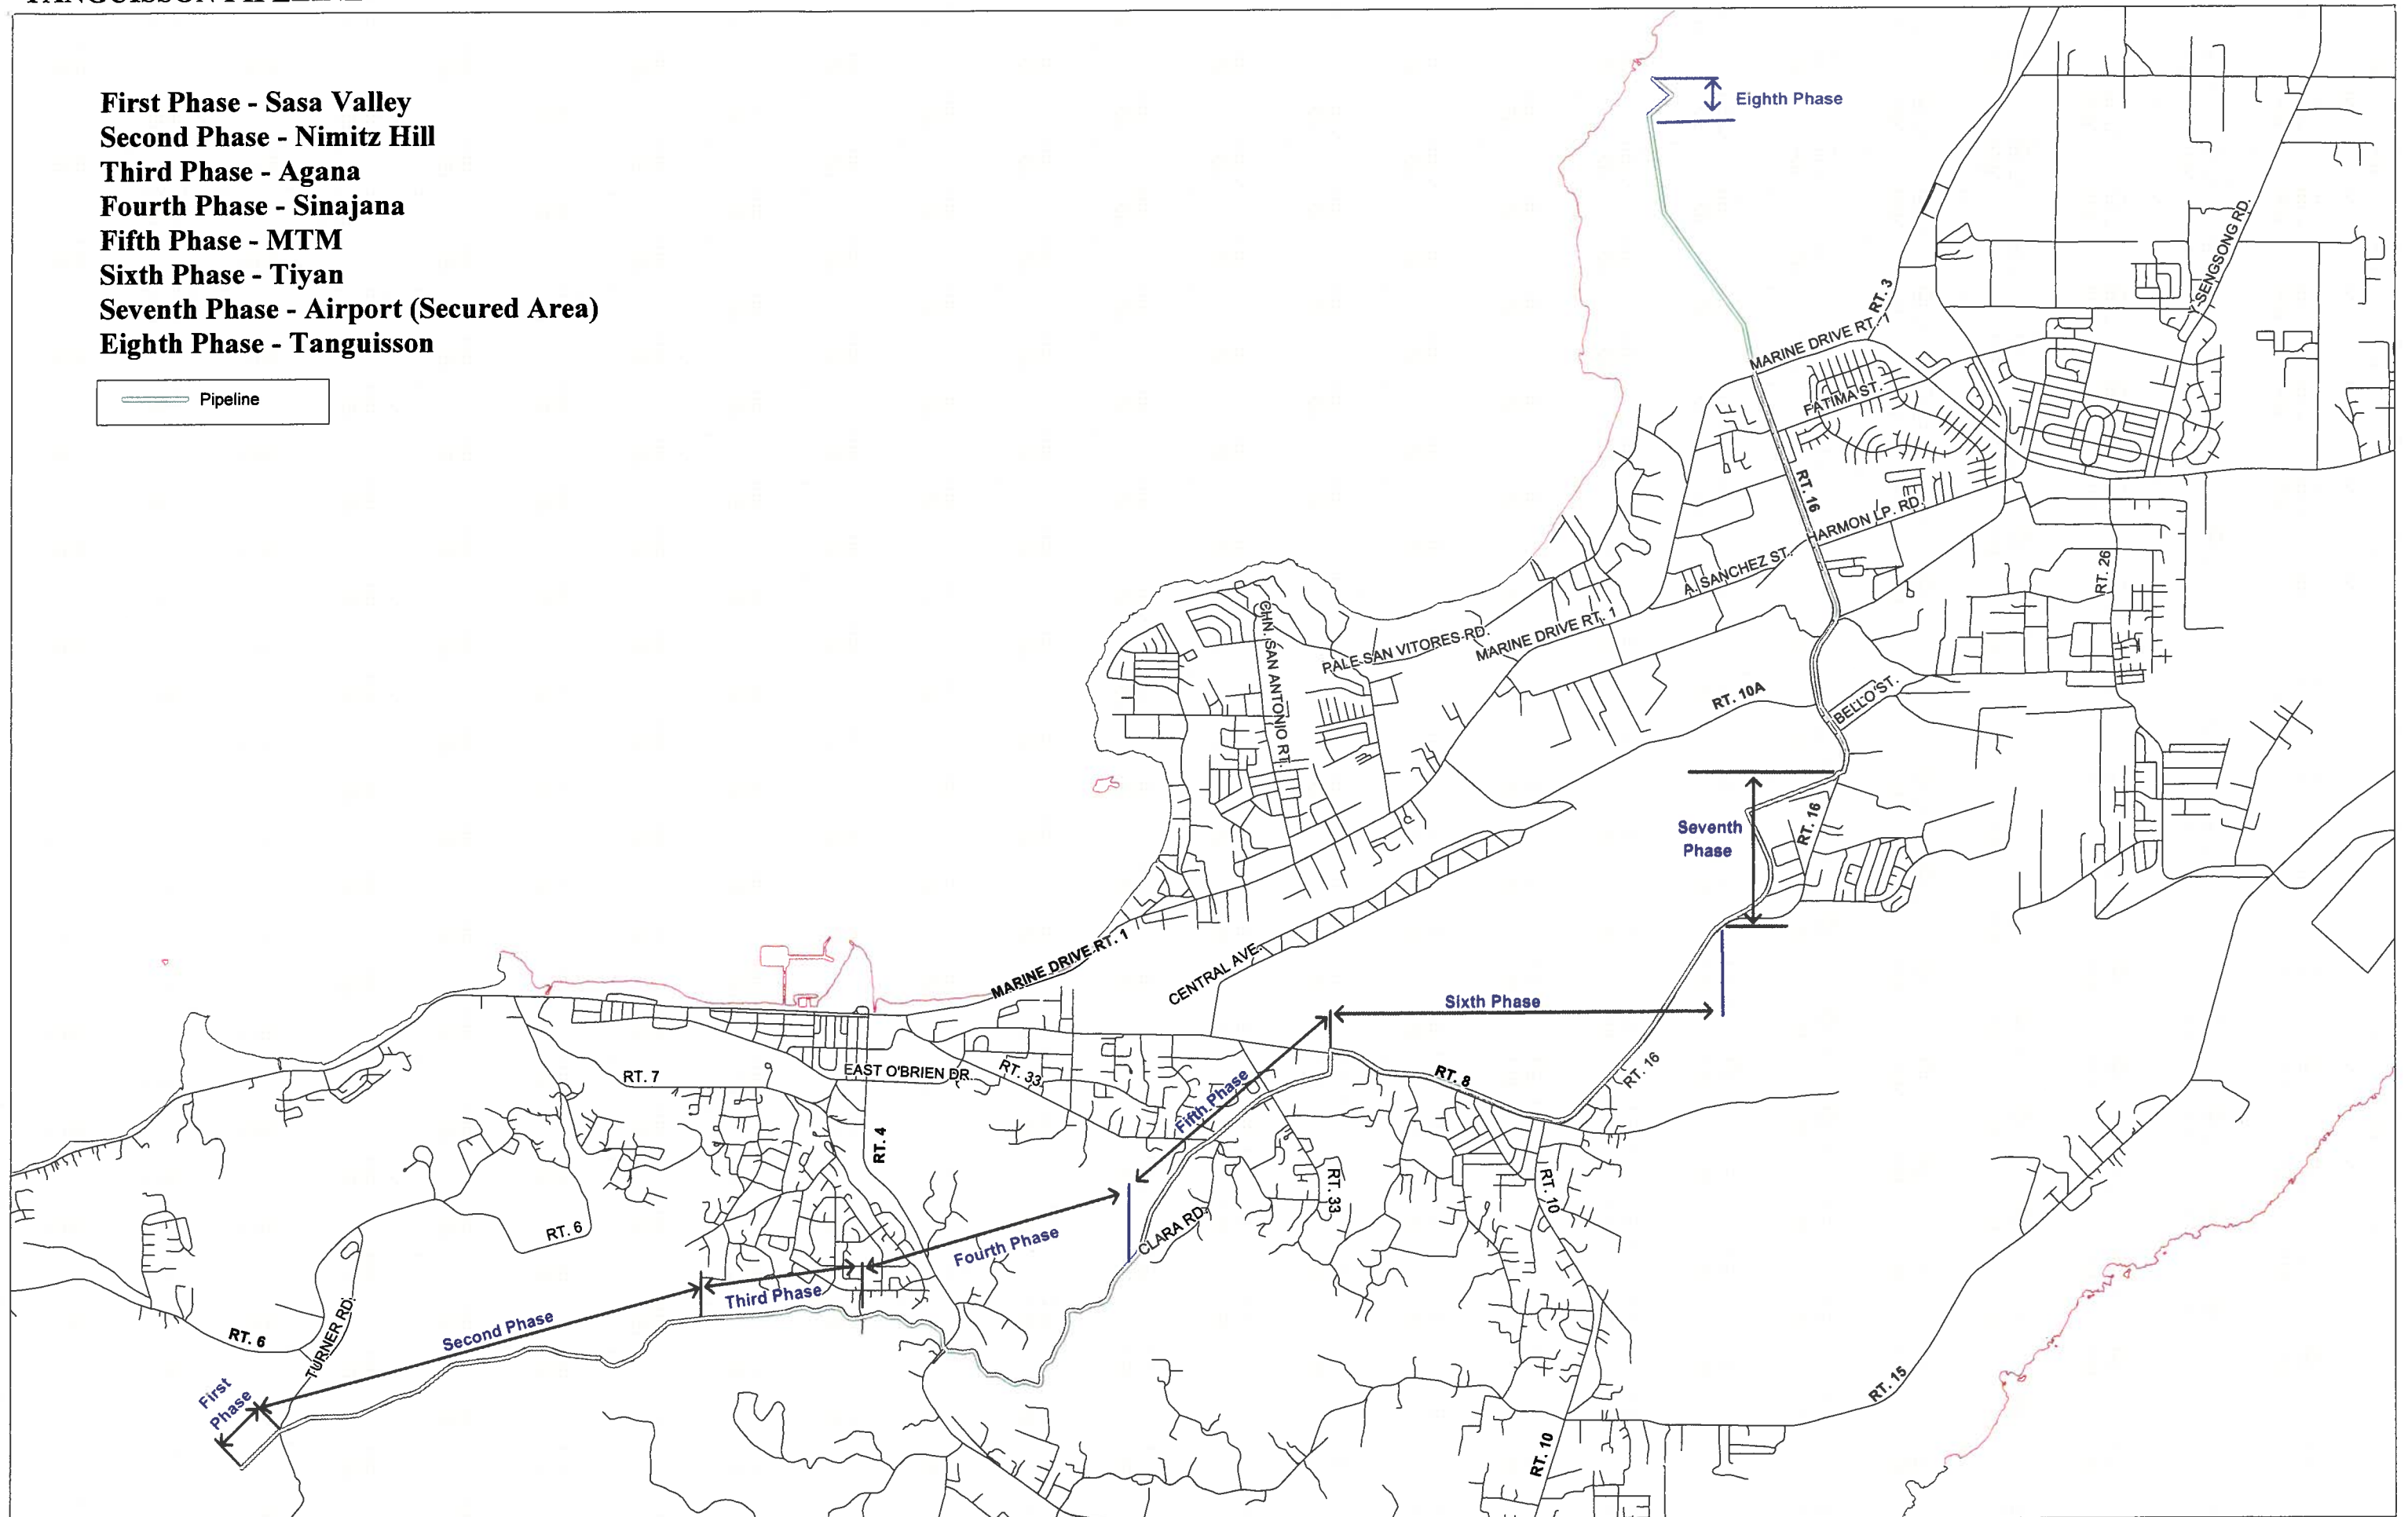 TANGUISSON PIPELINE
First Phase - Sasa Valley
Second Phase - Nimitz Hill
Third Phase - Agana
Fourth Phase - Sinajana
Fifth Phase - MTM
Sixth Phase - Tiyan
Seventh Phase - Airport (Secured Area)
Eighth Phase - Tanguisson
Pipeline
Eighth Phase
Y-SENGSONG RD.
RT. 3
MARINE DRIVE RT. 1
FATIMA ST.
RT. 16
HARMON LP. RD.
A. SANCHEZ ST.
RT. 26
CHN. SAN ANTONIO RT.
PALE SAN VITORES RD.
MARINE DRIVE RT. 1
RT. 10A
BELLO ST.
Seventh
Phase
RT. 16
MARINE DRIVE RT. 1
CENTRAL AVE.
Sixth Phase
RT. 7
EAST O'BRIEN DR.
RT. 33
Fifth Phase
RT. 8
RT. 16
RT. 4
RT. 33
RT. 10
RT. 6
CLARA RD.
Fourth Phase
Third Phase
Second Phase
RT. 6
TURNER RD.
First
Phase
RT. 15
RT. 10